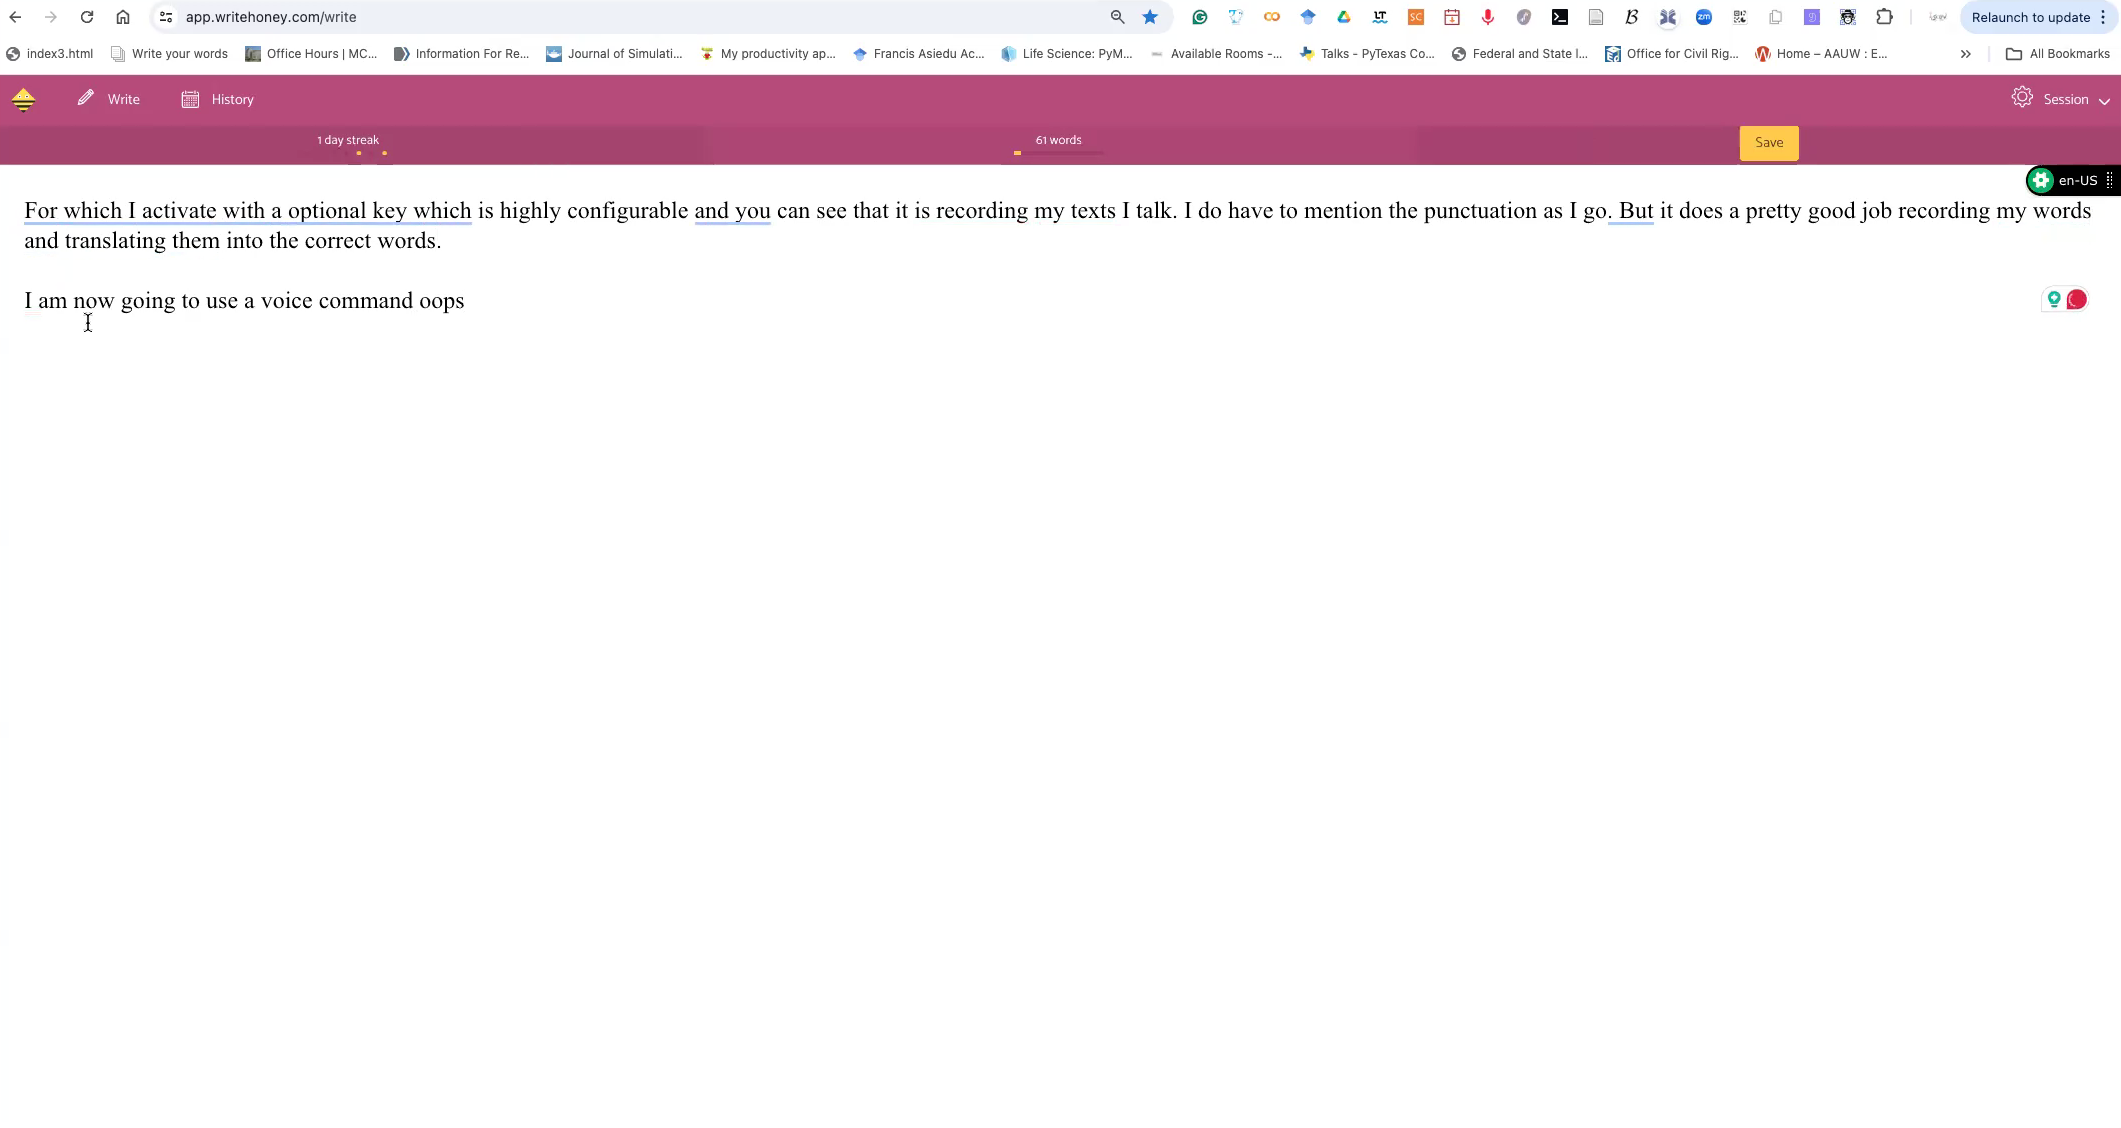 app.writehoney.com/write
Relaunch to update
index3.html Write your words Office Hours | MC... Information For Re... Journal of Simulati... My productivity ap... Francis Asiedu Ac... Life Science: PyM... Available Rooms -... Talks - PyTexas Co... Federal and State I... Office for Civil Rig... Home – AAUW : E... » All Bookmarks
Write History Session
1 day streak 61 words Save
en-US
For which I activate with a optional key which is highly configurable and you can see that it is recording my texts I talk. I do have to mention the punctuation as I go. But it does a pretty good job recording my words
and translating them into the correct words.
I am now going to use a voice command oops